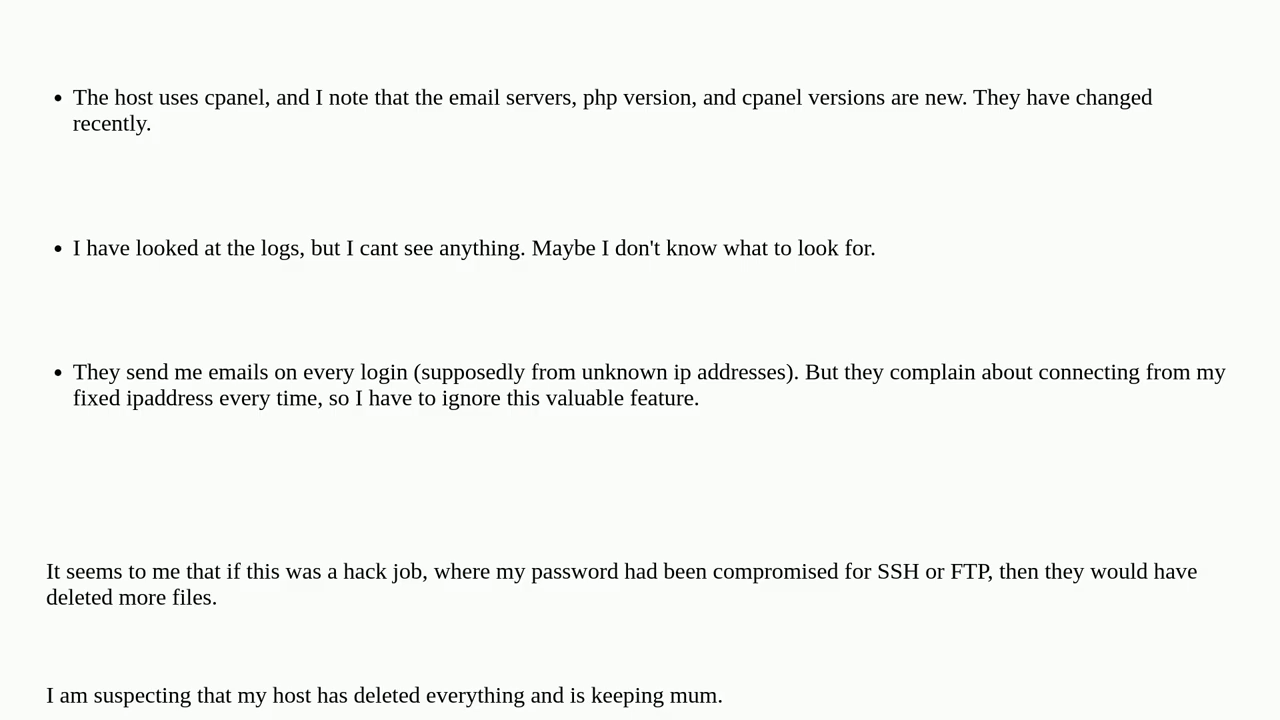 • The host uses cpanel, and I note that the email servers, php version, and cpanel versions are new. They have changed
recently.
• I have looked at the logs, but I cant see anything. Maybe I don't know what to look for.
• They send me emails on every login (supposedly from unknown ip addresses). But they complain about connecting from my
fixed ipaddress every time, so I have to ignore this valuable feature.
It seems to me that if this was a hack job, where my password had been compromised for SSH or FTP, then they would have
deleted more files.
I am suspecting that my host has deleted everything and is keeping mum.